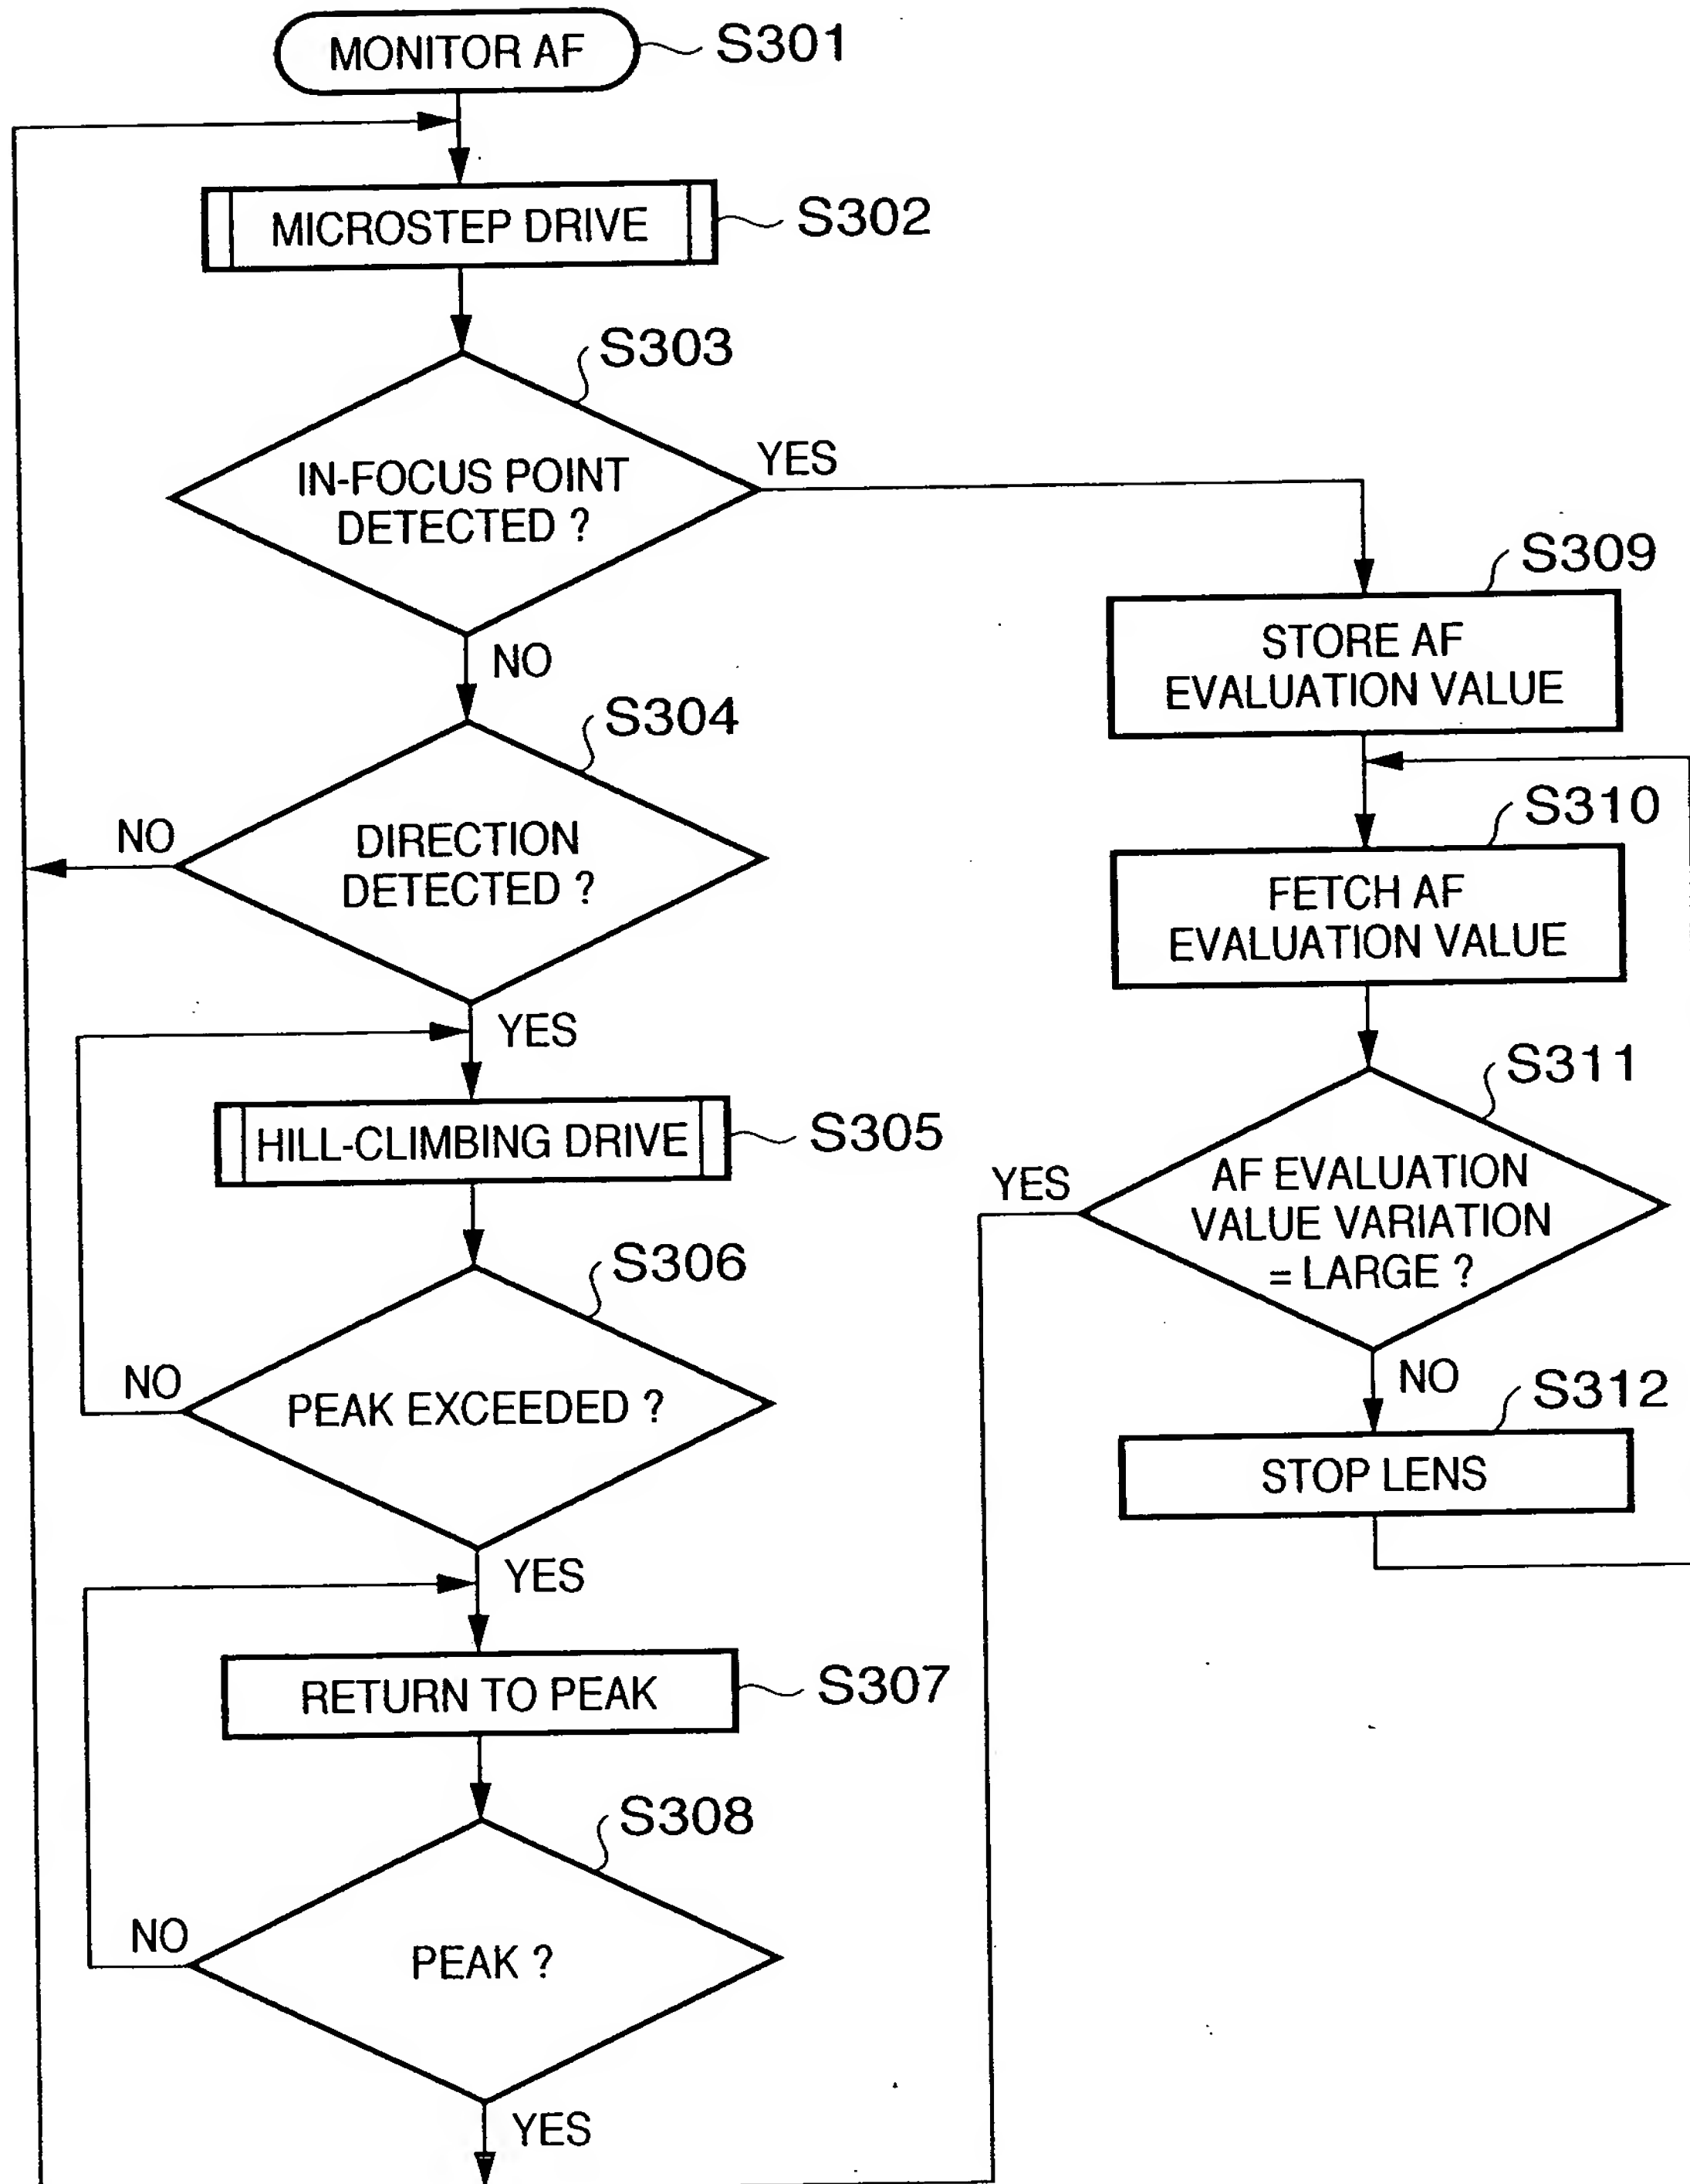 MONITOR AF
S301
MICROSTEP DRIVE
S302
S303
IN-FOCUS POINT
DETECTED ?
YES
NO
S304
DIRECTION
DETECTED ?
NO
YES
HILL-CLIMBING DRIVE
S305
S306
PEAK EXCEEDED ?
NO
YES
RETURN TO PEAK
S307
S308
PEAK ?
NO
YES
S309
STORE AF
EVALUATION VALUE
S310
FETCH AF
EVALUATION VALUE
S311
AF EVALUATION
VALUE VARIATION
= LARGE ?
YES
NO
S312
STOP LENS